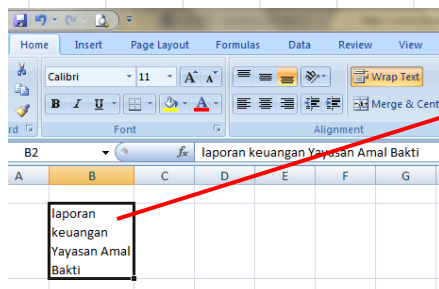 Home Insert Page Layout Formulas Data Review View
Calibri 11 A A Wrap Text
B I U A Merge & Cent
rd Font Alignment
B2 fx laporan keuangan Yayasan Amal Bakti
A B C D E F G
laporan
keuangan
Yayasan Amal
Bakti